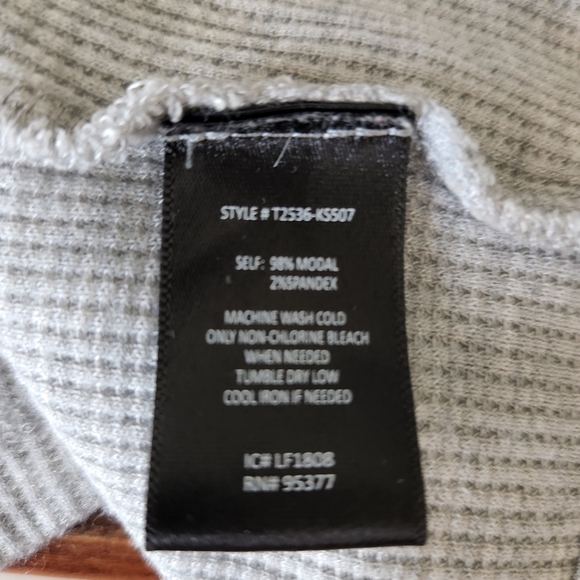 STYLE # T2536-KS507
SELF: 98% MODAL
2%SPANDEX
MACHINE WASH COLD
ONLY NON-CHLORINE BLEACH
WHEN NEEDED
TUMBLE DRY LOW
COOL IRON IF NEEDED
IC# LF1808
RN# 95377